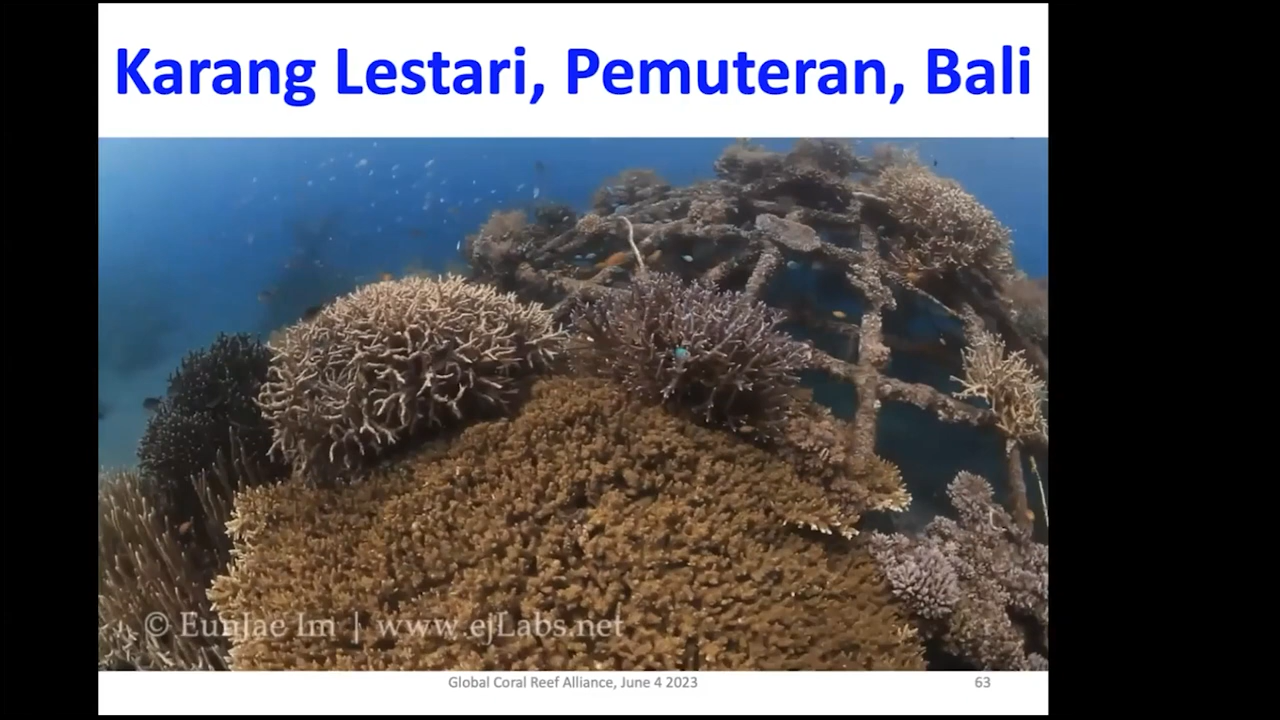 Karang Lestari, Pemuteran, Bali
© EunJae Im | www.ejLabs.net
Global Coral Reef Alliance, June 4 2023
63